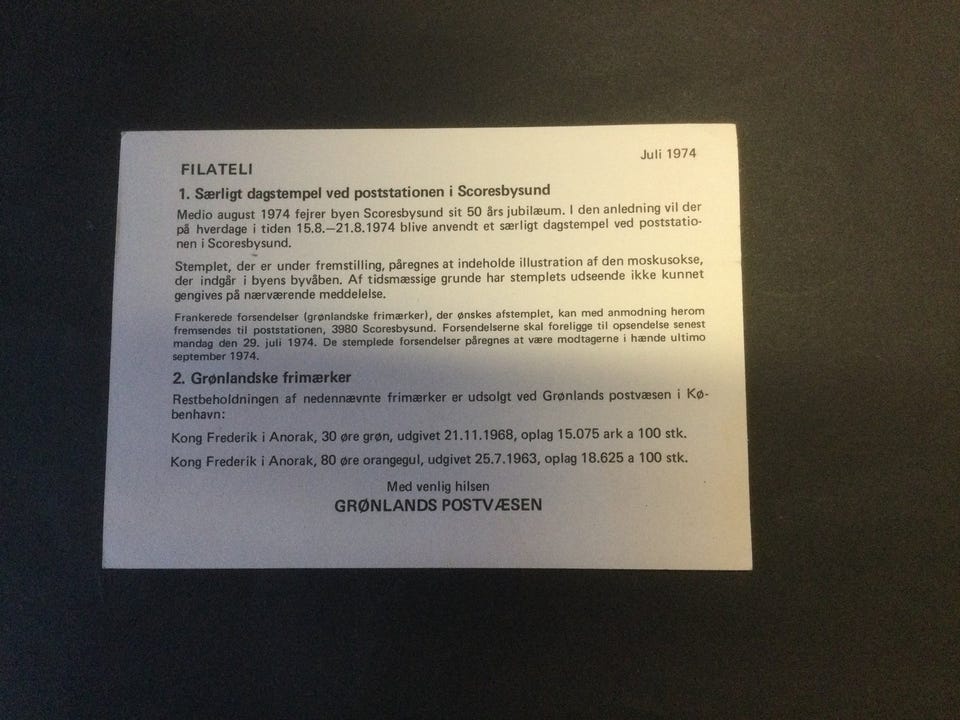 Juli 1974
FILATELI
1. Særligt dagstempel ved poststationen i Scoresbysund
Medio august 1974 fejrer byen Scoresbysund sit 50 års jubilæum. I den anledning vil der
på hverdage i tiden 15.8.—21.8.1974 blive anvendt et særligt dagstempel ved poststatio-
nen i Scoresbysund.
Stemplet, der er under fremstilling, påregnes at indeholde illustration af den moskusokse,
der indgår i byens byvåben. Af tidsmæssige grunde har stemplets udseende ikke kunnet
gengives på nærværende meddelelse.
Frankerede forsendelser (grønlandske frimærker), der ønskes afstemplet, kan med anmodning herom
fremsendes til poststationen, 3980 Scoresbysund. Forsendelserne skal foreligge til opsendelse senest
mandag den 29. juli 1974. De stemplede forsendelser påregnes at være modtagerne i hænde ultimo
september 1974.
2. Grønlandske frimærker
Restbeholdningen af nedennævnte frimærker er udsolgt ved Grønlands postvæsen i Kø-
benhavn:
Kong Frederik i Anorak, 30 øre grøn, udgivet 21.11.1968, oplag 15.075 ark a 100 stk.
Kong Frederik i Anorak, 80 øre orangegul, udgivet 25.7.1963, oplag 18.625 a 100 stk.
Med venlig hilsen
GRØNLANDS POSTVÆSEN